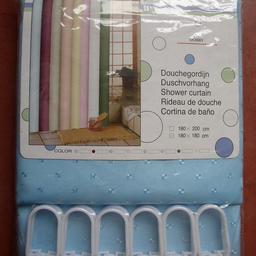 Douchegordijn
Duschvorhang
Shower curtain
Rideau de douche
Cortina de baño
180 x 200 cm
180 x 180 cm
COLOR